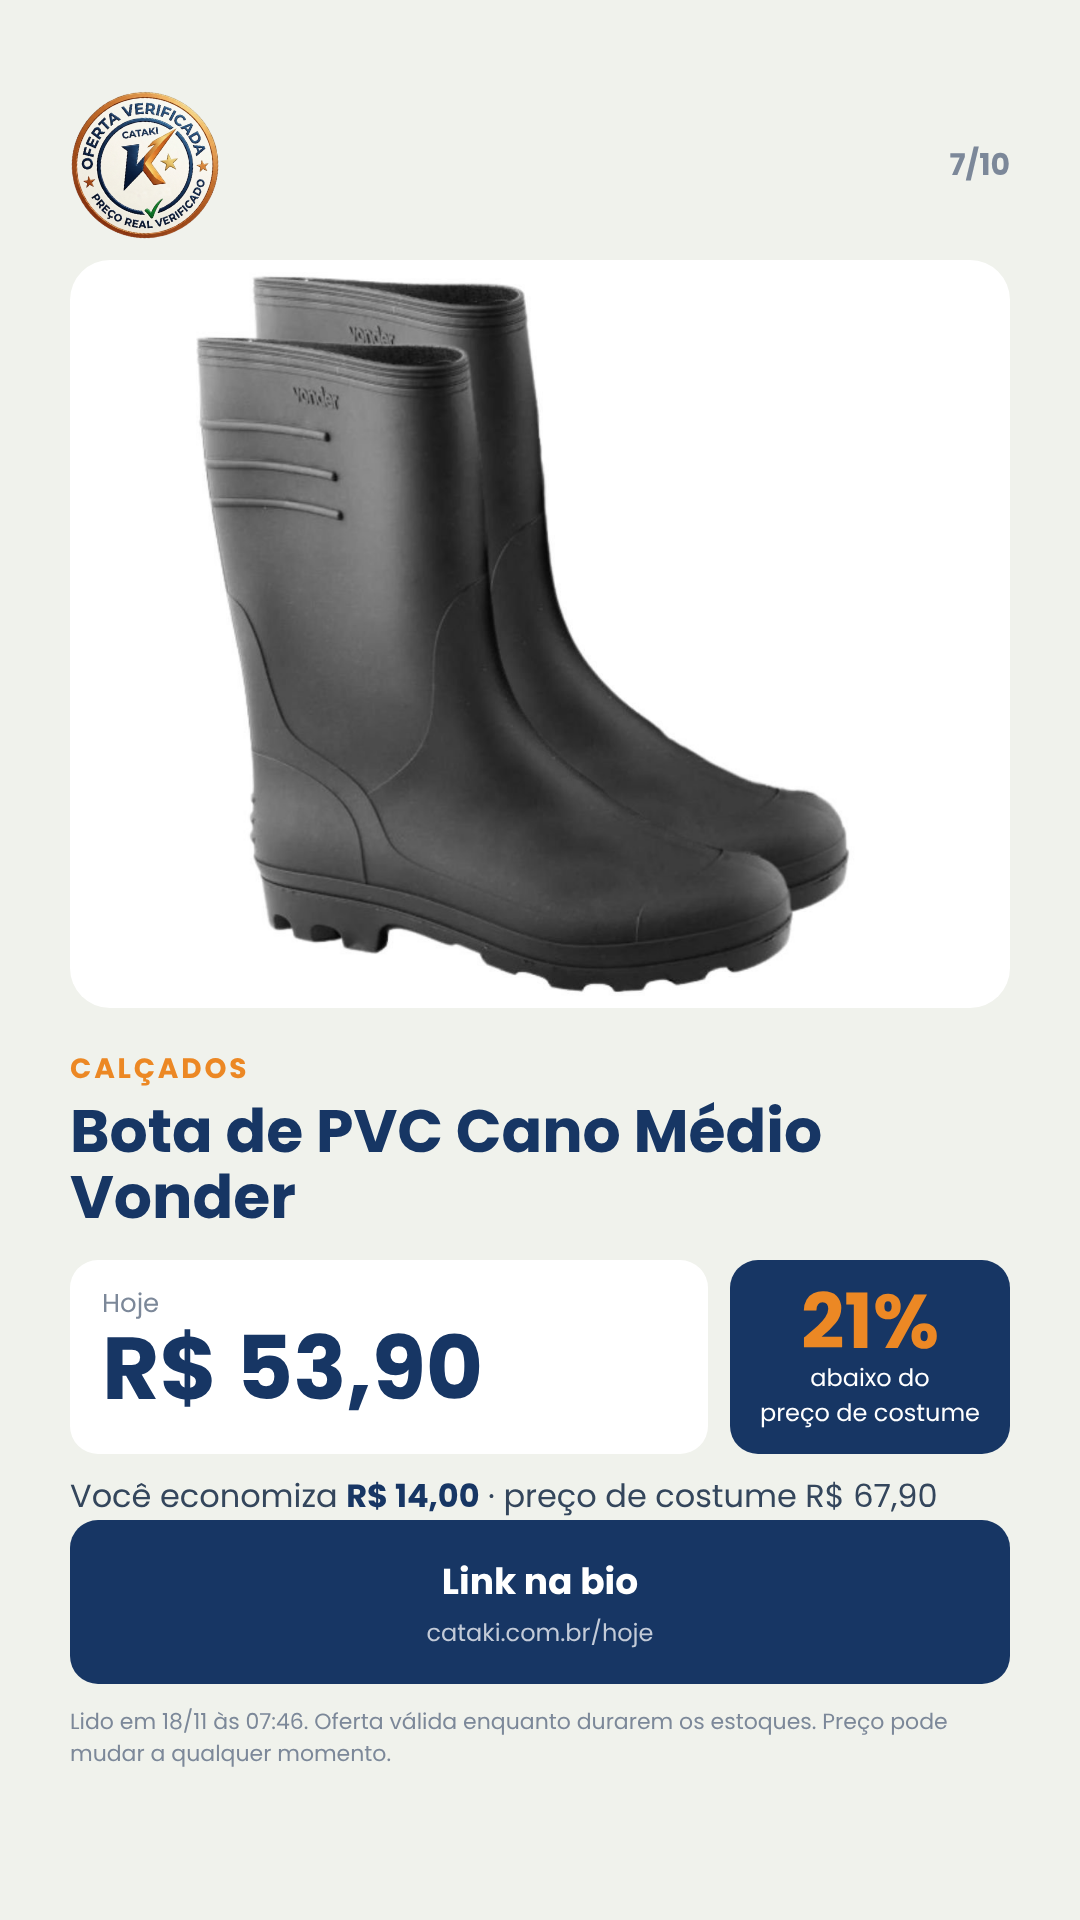 OFERTA VERIFICADA
CATAKI
K
PREÇO REAL VERIFICADO
7/10
vonder
vonder
CALÇADOS
Bota de PVC Cano Médio
Vonder
Hoje
R$ 53,90
21%
abaixo do
preço de costume
Você economiza R$ 14,00 · preço de costume R$ 67,90
Link na bio
cataki.com.br/hoje
Lido em 18/11 às 07:46. Oferta válida enquanto durarem os estoques. Preço pode
mudar a qualquer momento.